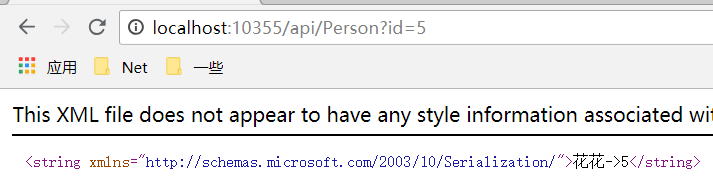 localhost:10355/api/Person?id=5
应用 Net 一些
This XML file does not appear to have any style information associated wit
<string xmlns="http://schemas.microsoft.com/2003/10/Serialization/">花花->5</string>